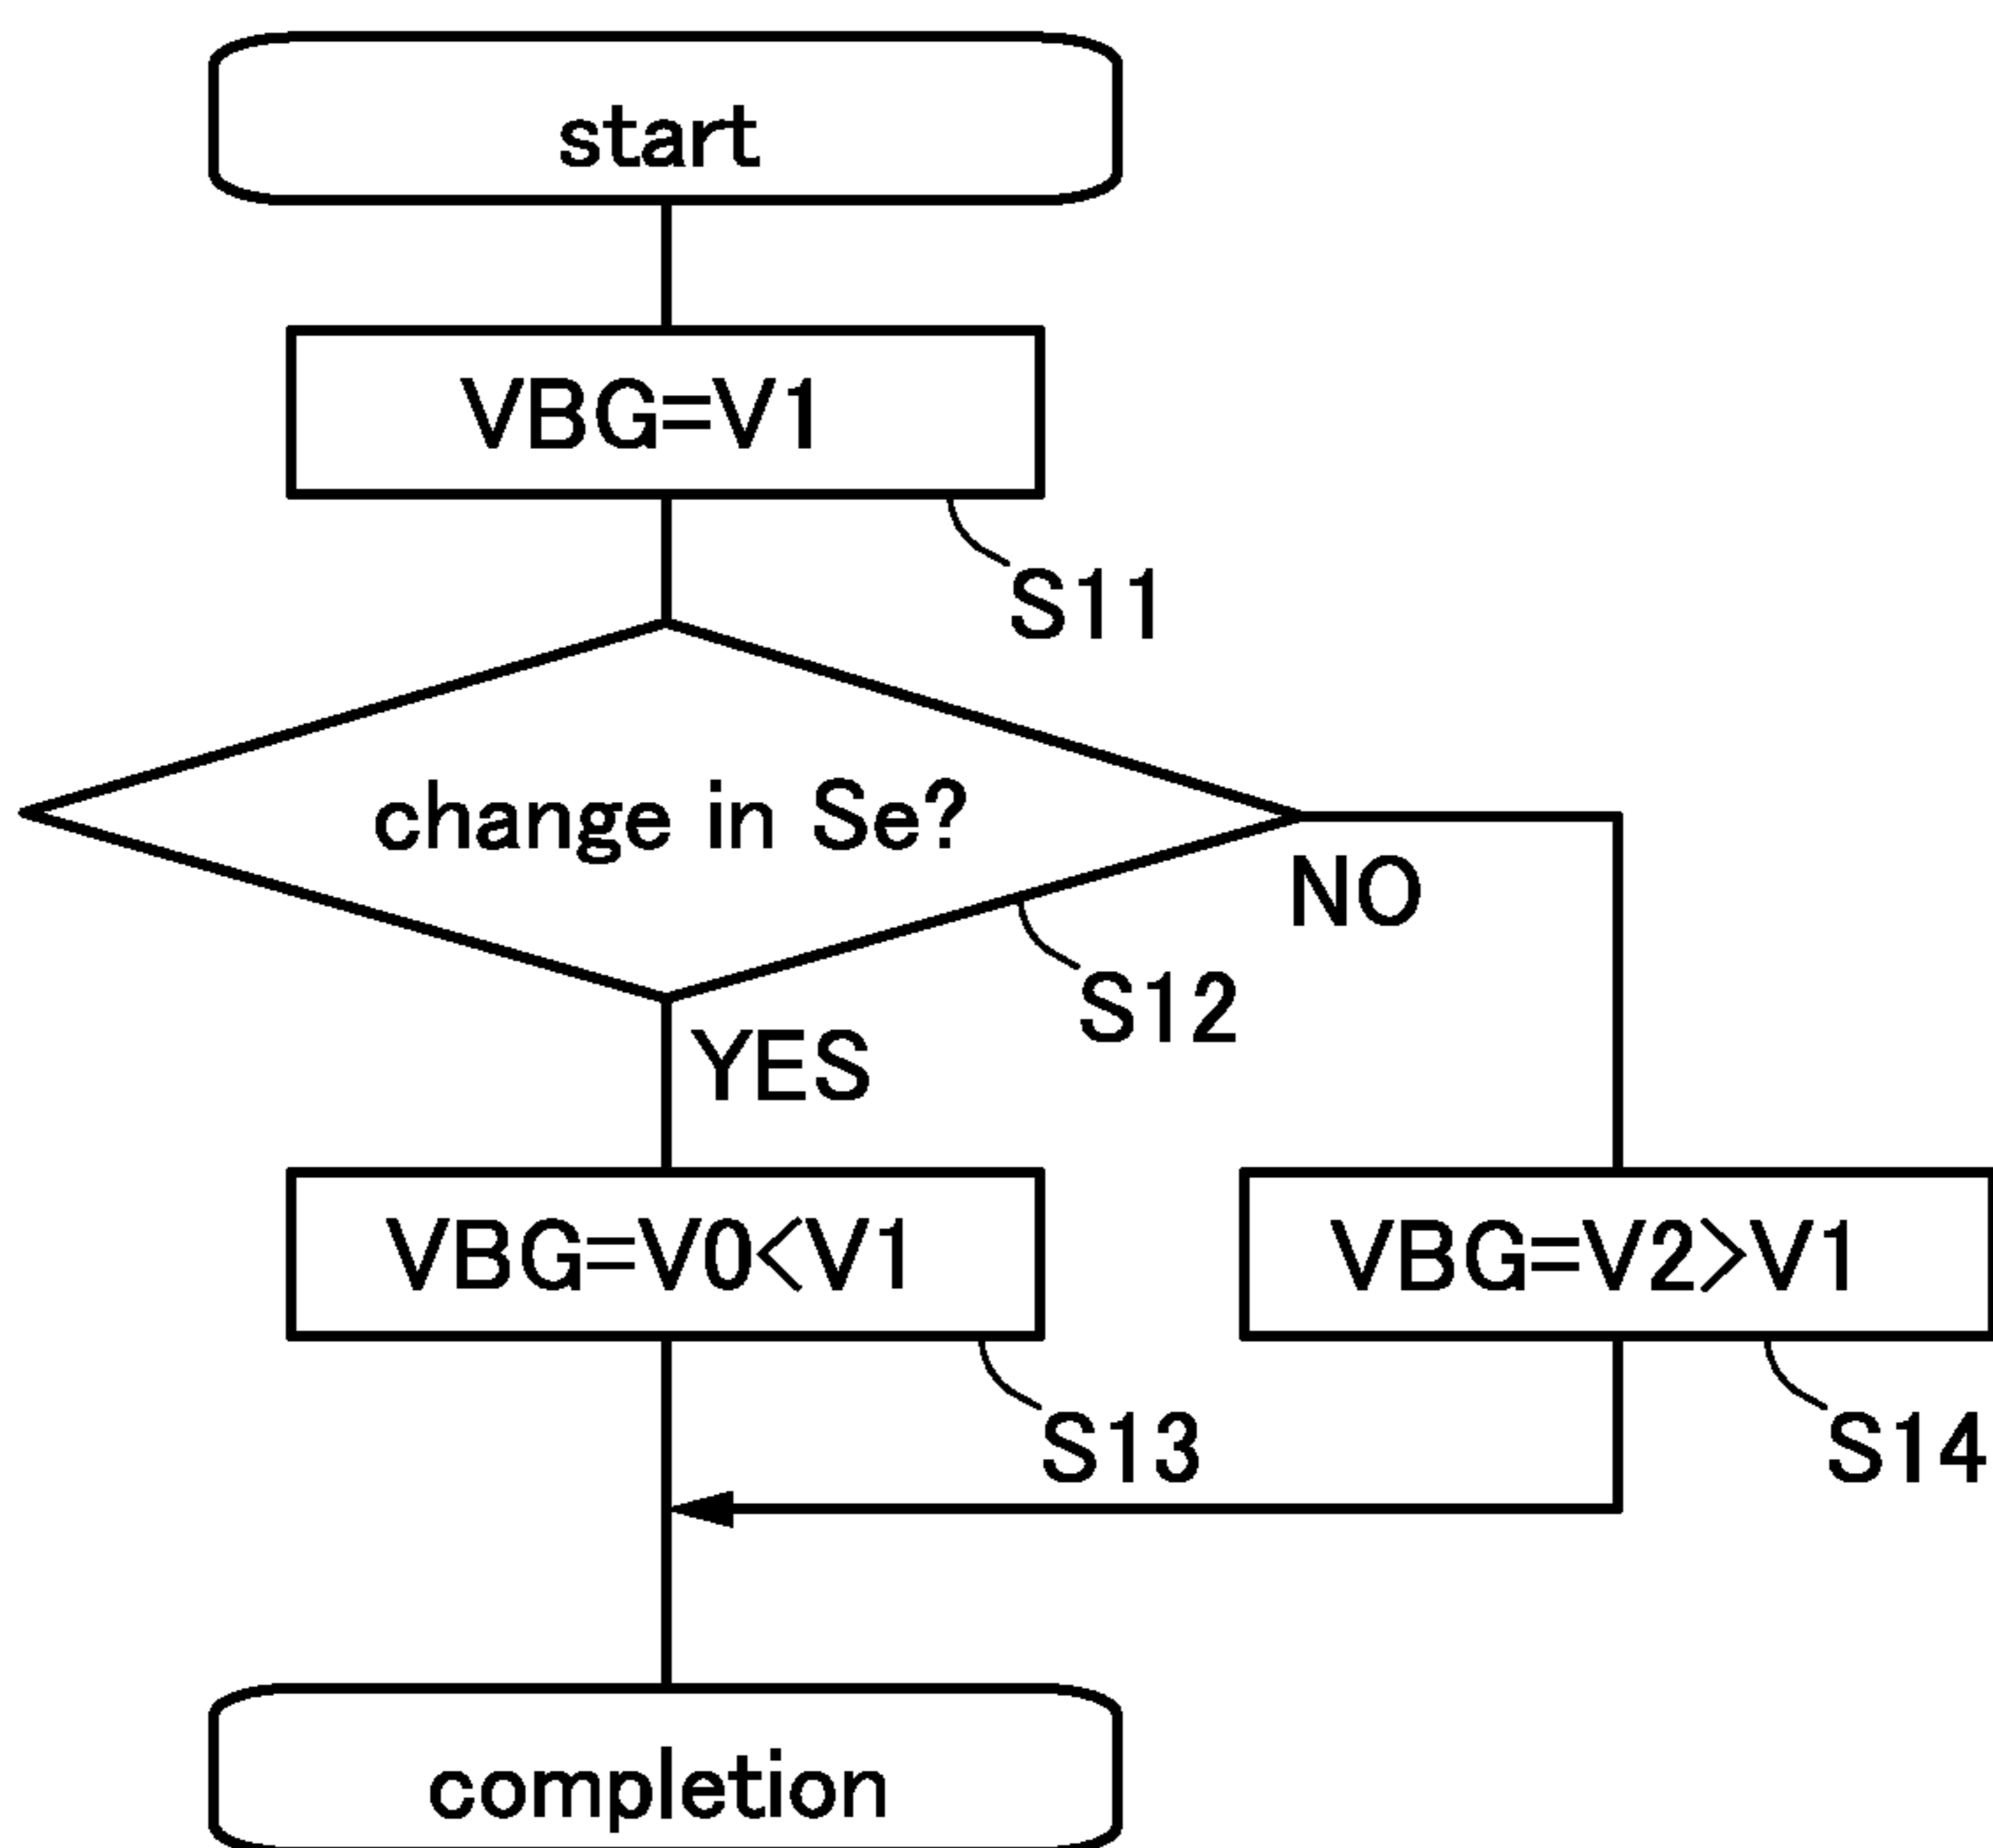 start
VBG=V1
S11
change in Se?
NO
S12
YES
VBG=V0<V1
VBG=V2>V1
S13
S14
completion